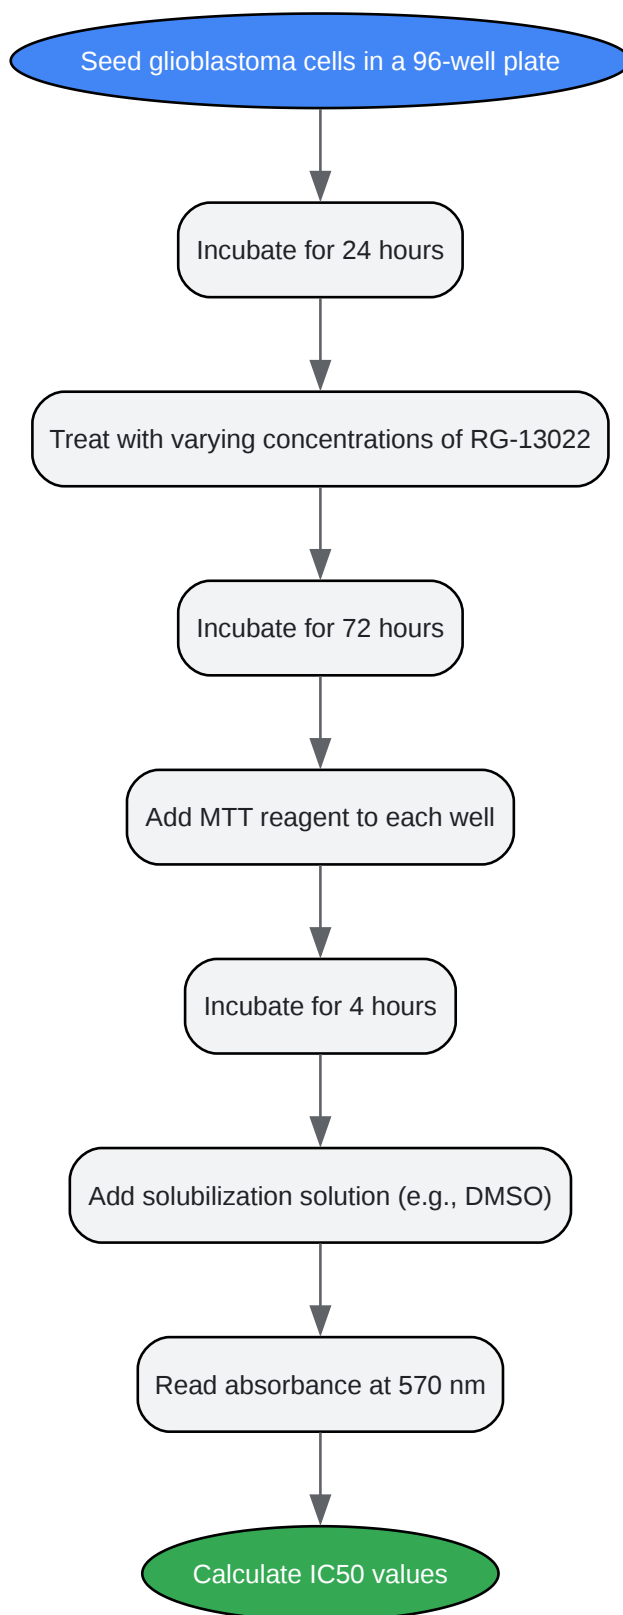 Seed glioblastoma cells in a 96-well plate
Incubate for 24 hours
Treat with varying concentrations of RG-13022
Incubate for 72 hours
Add MTT reagent to each well
Incubate for 4 hours
Add solubilization solution (e.g., DMSO)
Read absorbance at 570 nm
Calculate IC50 values